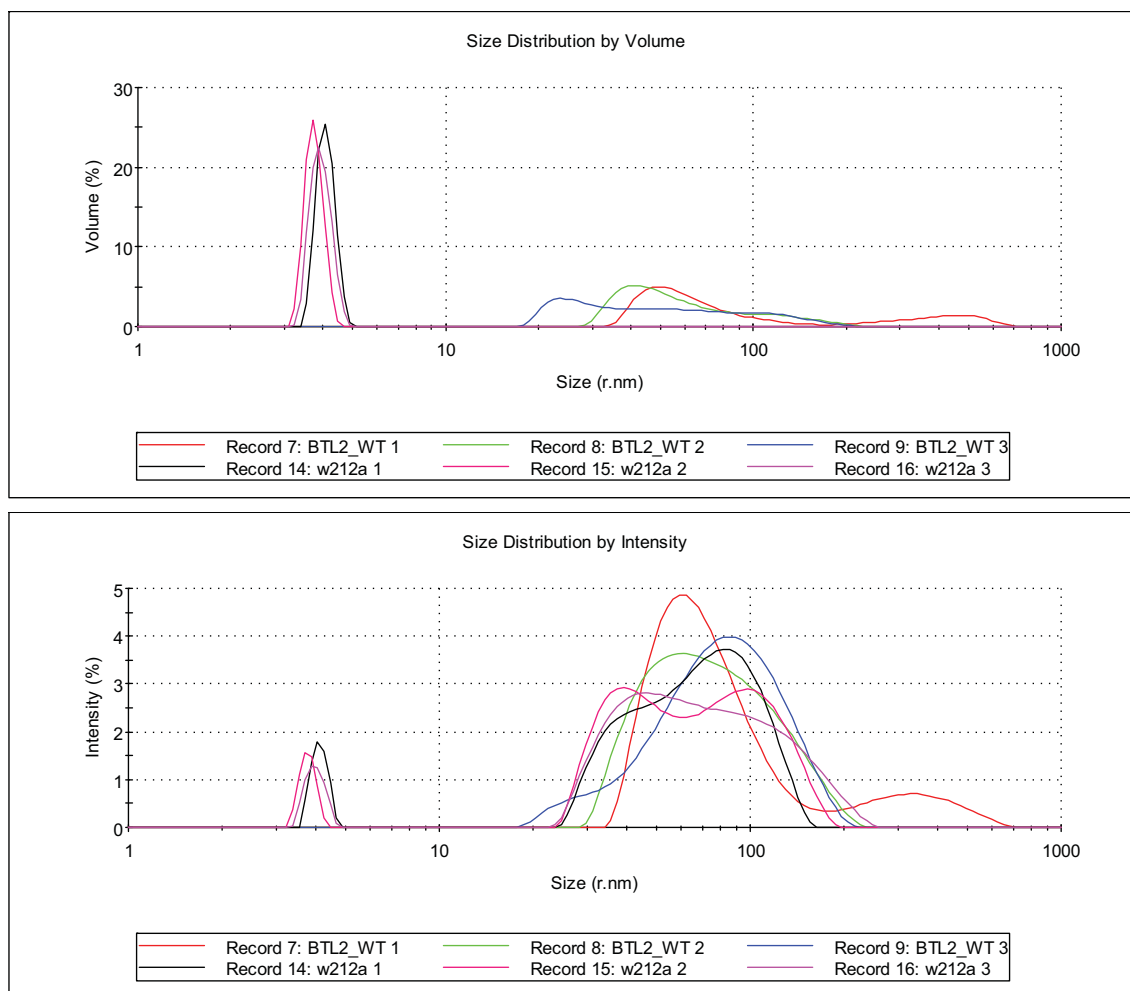 Size Distribution by Volume
30
20
10
0
Volume (%)
1 10 100 1000
Size (r.nm)
Record 7: BTL2_WT 1 Record 8: BTL2_WT 2 Record 9: BTL2_WT 3
Record 14: w212a 1 Record 15: w212a 2 Record 16: w212a 3
Size Distribution by Intensity
5
4
3
2
1
0
Intensity (%)
1 10 100 1000
Size (r.nm)
Record 7: BTL2_WT 1 Record 8: BTL2_WT 2 Record 9: BTL2_WT 3
Record 14: w212a 1 Record 15: w212a 2 Record 16: w212a 3